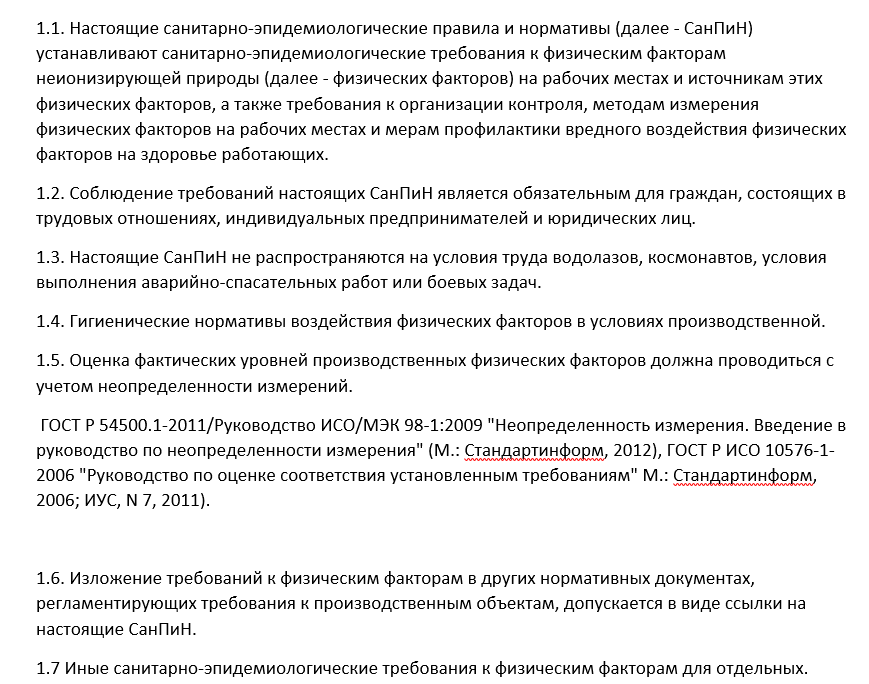 1.1. Настоящие санитарно-эпидемиологические правила и нормативы (далее - СанПиН)
устанавливают санитарно-эпидемиологические требования к физическим факторам
неионизирующей природы (далее - физических факторов) на рабочих местах и источникам этих
физических факторов, а также требования к организации контроля, методам измерения
физических факторов на рабочих местах и мерам профилактики вредного воздействия физических
факторов на здоровье работающих.
1.2. Соблюдение требований настоящих СанПиН является обязательным для граждан, состоящих в
трудовых отношениях, индивидуальных предпринимателей и юридических лиц.
1.3. Настоящие СанПиН не распространяются на условия труда водолазов, космонавтов, условия
выполнения аварийно-спасательных работ или боевых задач.
1.4. Гигиенические нормативы воздействия физических факторов в условиях производственной.
1.5. Оценка фактических уровней производственных физических факторов должна проводиться с
учетом неопределенности измерений.
ГОСТ Р 54500.1-2011/Руководство ИСО/МЭК 98-1:2009 "Неопределенность измерения. Введение в
руководство по неопределенности измерения" (М.: Стандартинформ, 2012), ГОСТ Р ИСО 10576-1-
2006 "Руководство по оценке соответствия установленным требованиям" М.: Стандартинформ,
2006; ИУС, N 7, 2011).
1.6. Изложение требований к физическим факторам в других нормативных документах,
регламентирующих требования к производственным объектам, допускается в виде ссылки на
настоящие СанПиН.
1.7 Иные санитарно-эпидемиологические требования к физическим факторам для отдельных.